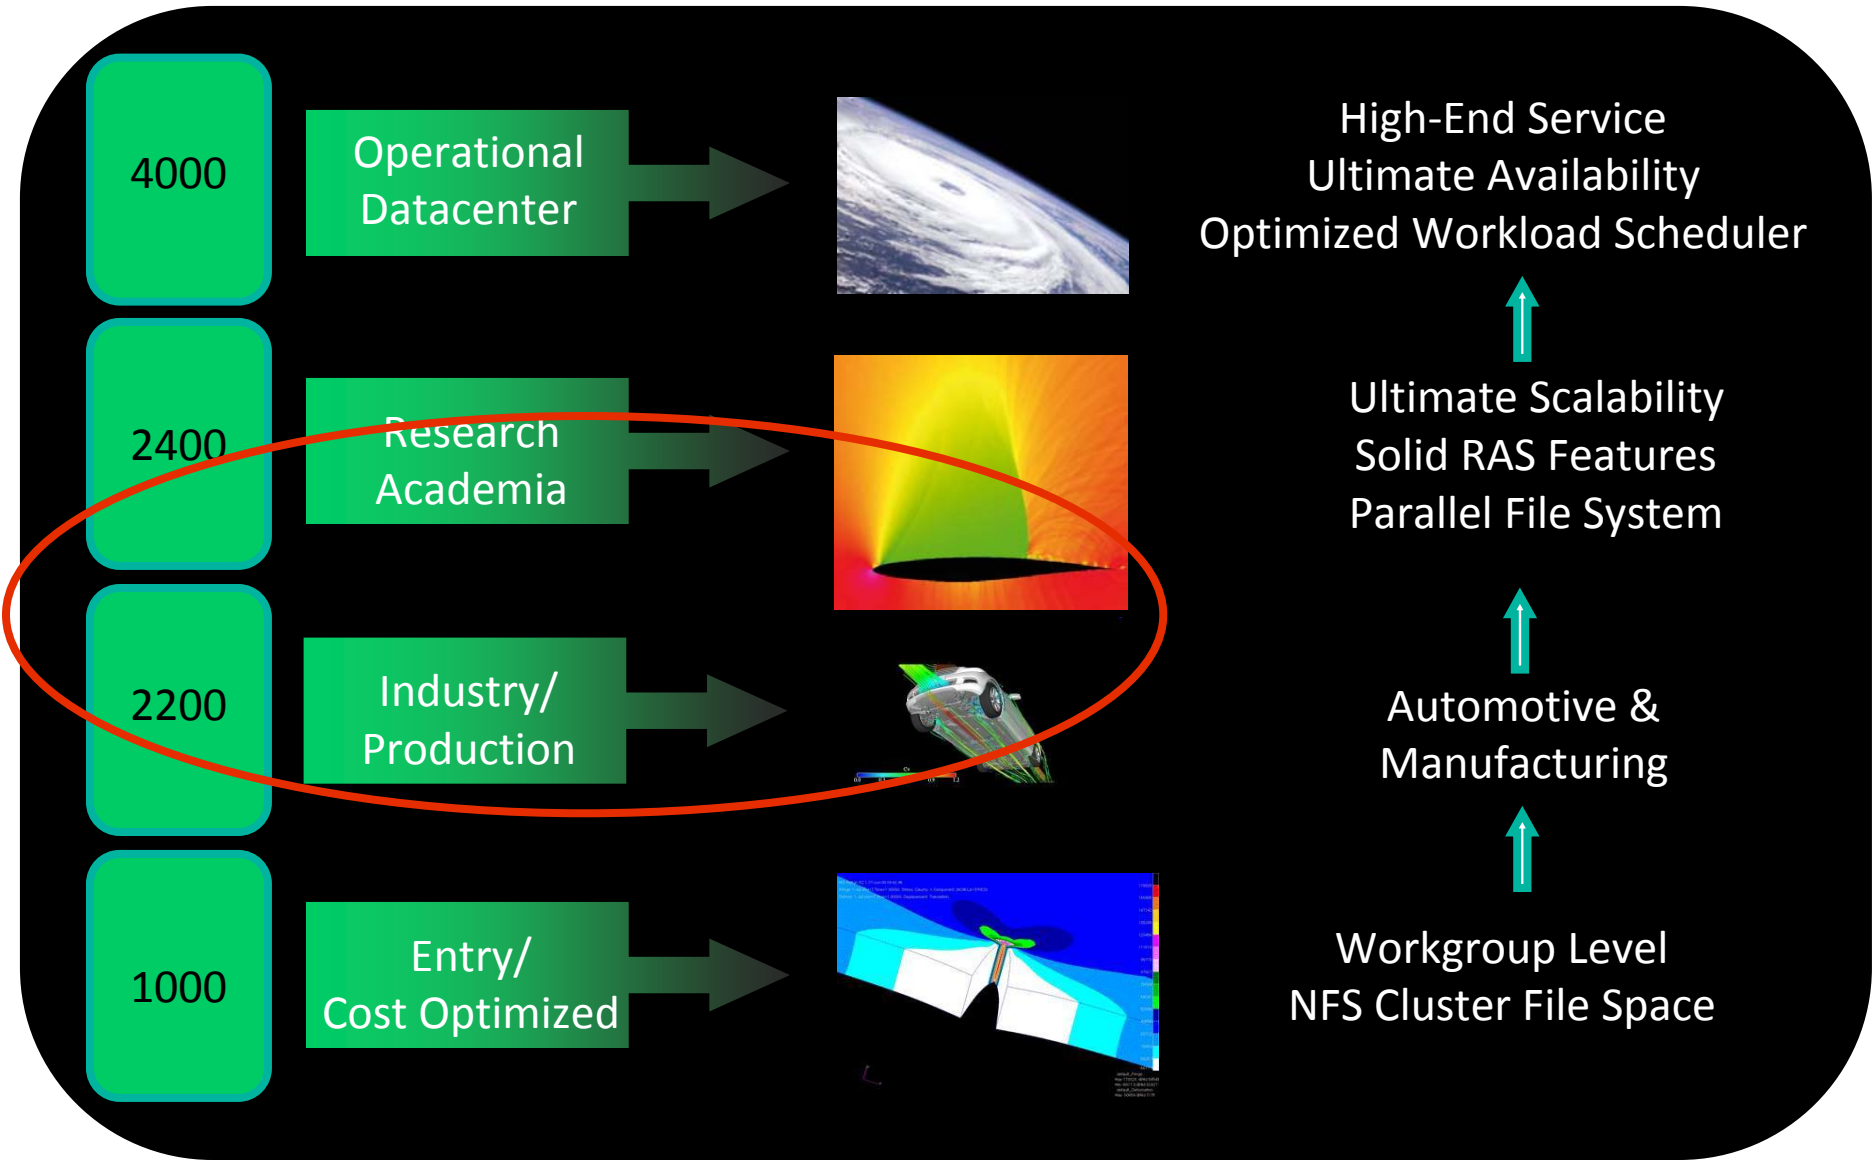 4000
Operational
Datacenter
High-End Service
Ultimate Availability
Optimized Workload Scheduler
2400
Research
Academia
Ultimate Scalability
Solid RAS Features
Parallel File System
2200
Industry/
Production
Automotive &
Manufacturing
1000
Entry/
Cost Optimized
Workgroup Level
NFS Cluster File Space